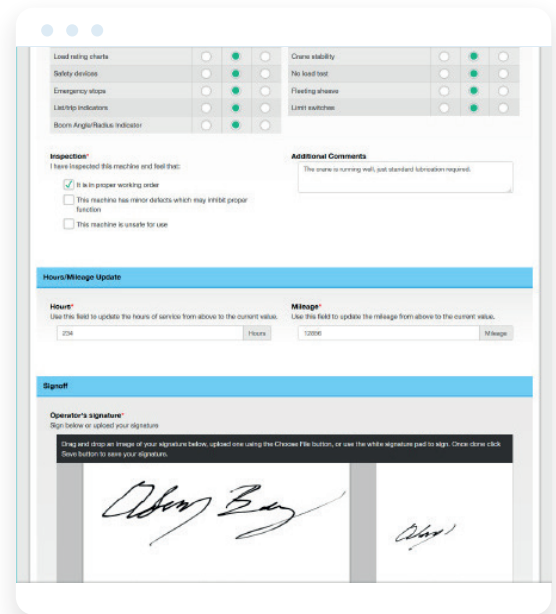 Load rating charts
Crane stability
Safety devices
No load test
Emergency stops
Fleeting sheave
List/trip indicators
Limit switches
Boom Angle/Radius Indicator
Inspection*
I have inspected this machine and feel that:
It is in proper working order
This machine has minor defects which may inhibit proper
function
This machine is unsafe for use
Additional Comments
The crane is running well, just standard lubrication required.
Hours/Mileage Update
Hours*
Use this field to update the hours of service from above to the current value.
234 Hours
Mileage*
Use this field to update the mileage from above to the current value.
12896 Mileage
Signoff
Operator's signature*
Sign below or upload your signature
Drag and drop an image of your signature below, upload one using the Choose File button, or use the white signature pad to sign. Once done click
Save button to save your signature.